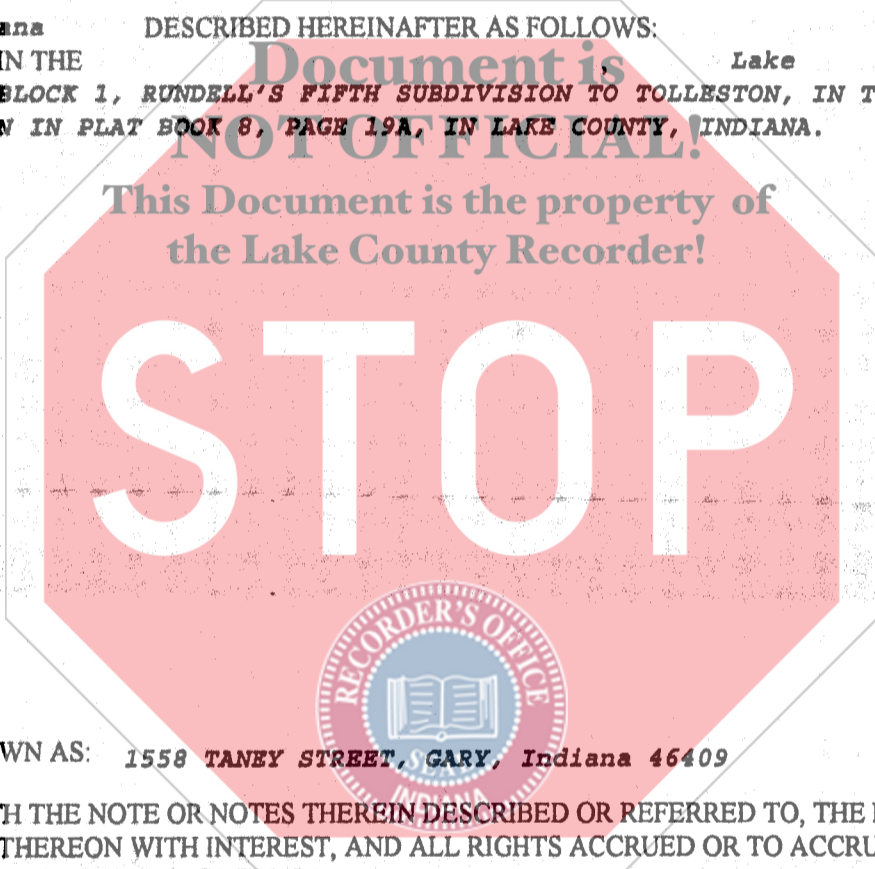 ana DESCRIBED HEREINAFTER AS FOLLOWS:
IN THE , Lake
BLOCK 1, RUNDELL'S FIFTH SUBDIVISION TO TOLLESTON, IN T
N IN PLAT BOOK 8, PAGE 19A, IN LAKE COUNTY, INDIANA.
Document is
NOT OFFICIAL!
This Document is the property of
the Lake County Recorder!
STOP
RECORDER'S OFFICE
SEAL
INDIANA
WN AS: 1558 TANEY STREET, GARY, Indiana 46409
H THE NOTE OR NOTES THEREIN DESCRIBED OR REFERRED TO, THE
THEREON WITH INTEREST, AND ALL RIGHTS ACCRUED OR TO ACCRU